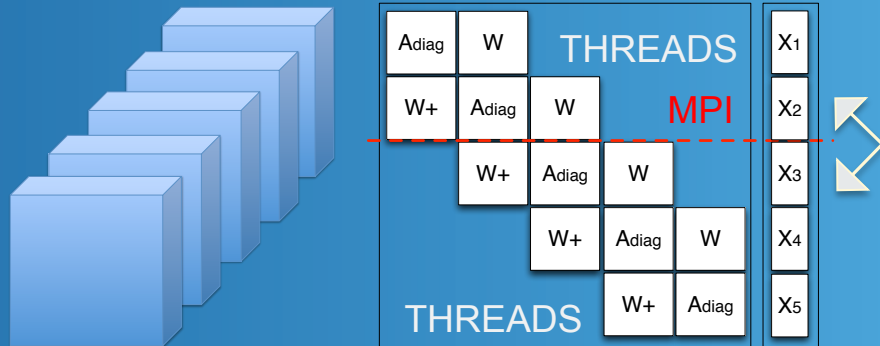 Adiag W THREADS X1
W+ Adiag W MPI X2
W+ Adiag W X3
W+ Adiag W X4
THREADS W+ Adiag X5